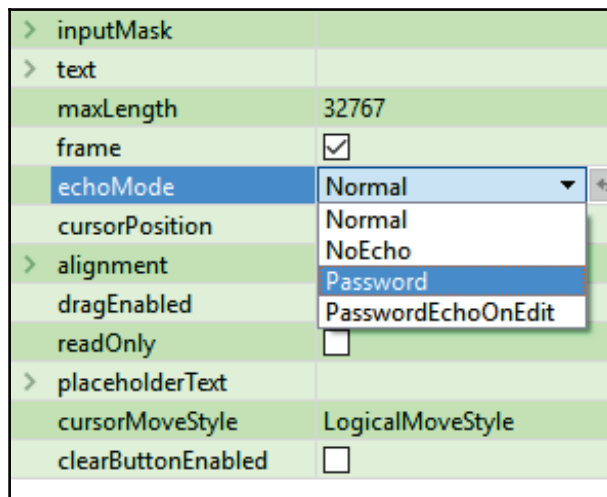 inputMask
text
maxLength 32767
frame
echoMode Normal
Normal
cursorPosition
NoEcho
alignment
Password
dragEnabled
PasswordEchoOnEdit
readOnly
placeholderText
cursorMoveStyle LogicalMoveStyle
clearButtonEnabled